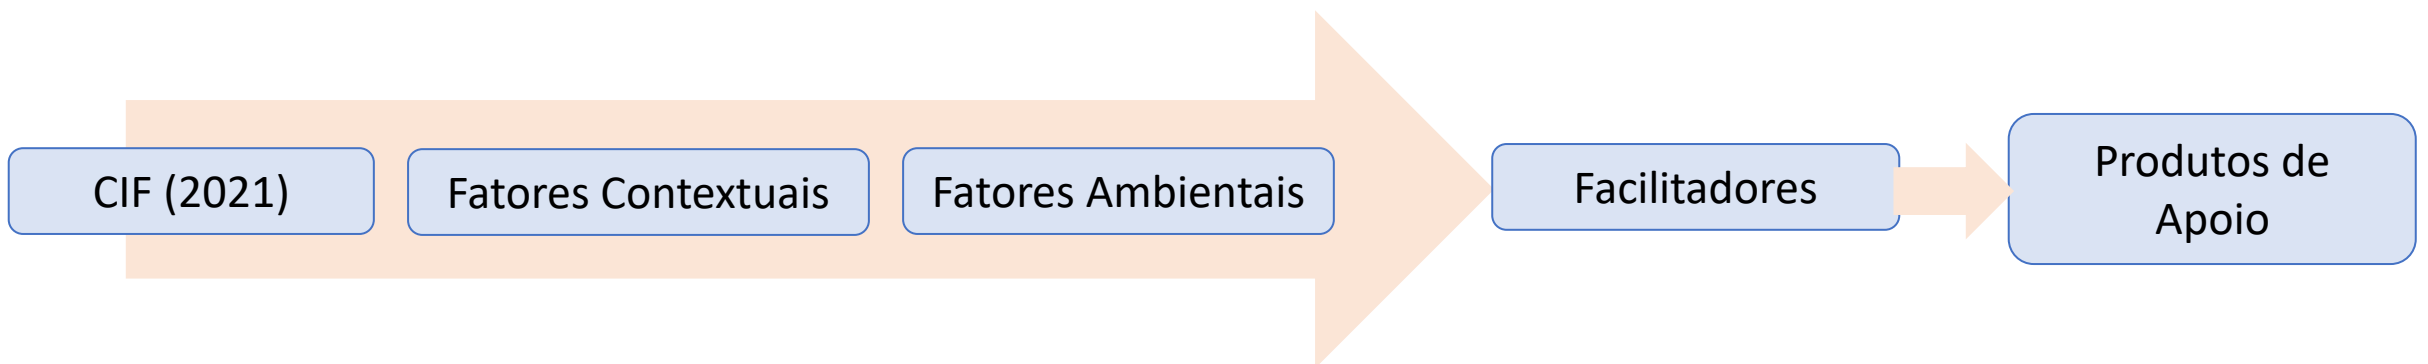 CIF (2021)
Fatores Contextuais
Fatores Ambientais
Facilitadores
Produtos de
Apoio